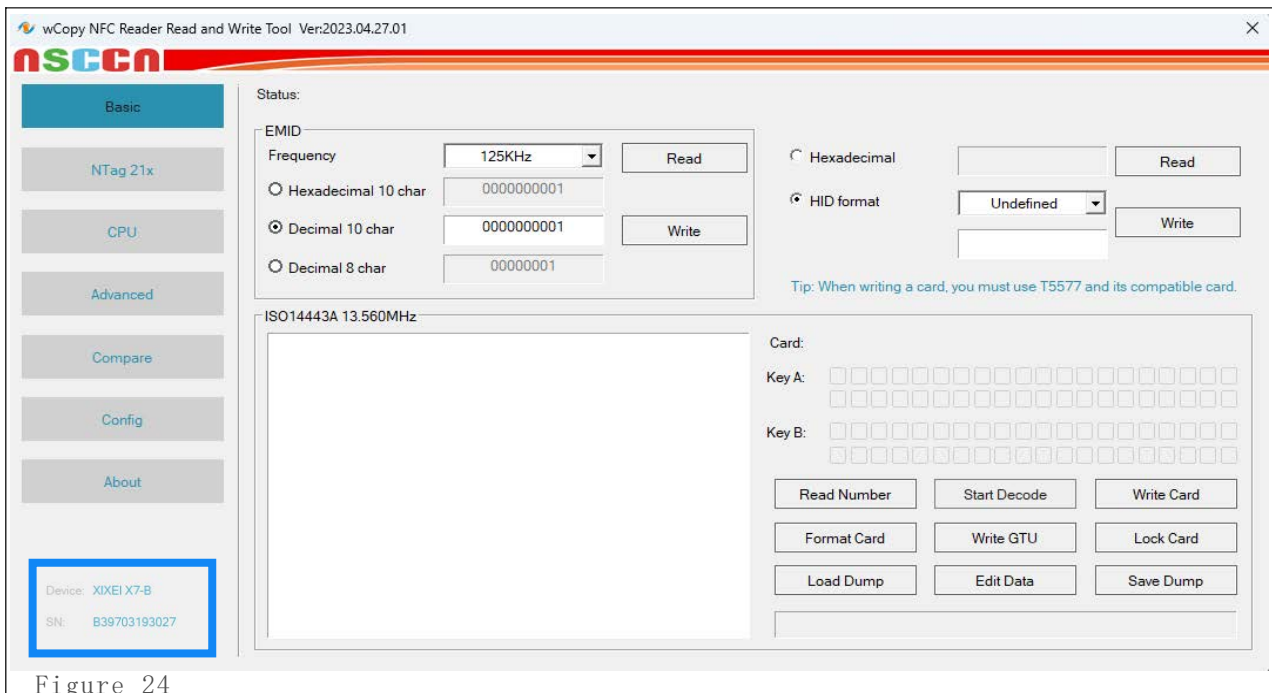 wCopy NFC Reader Read and Write Tool Ver:2023.04.27.01
nsccn
Basic
NTag 21x
CPU
Advanced
Compare
Config
About
Device: XIXEI X7-B
SN: B39703193027
Status:
EMID
Frequency 125KHz Read
Hexadecimal 10 char 0000000001
Decimal 10 char 0000000001 Write
Decimal 8 char 00000001
Hexadecimal Read
HID format Undefined Write
Tip: When writing a card, you must use T5577 and its compatible card.
ISO14443A 13.560MHz
Card:
Key A:
Key B:
Read Number Start Decode Write Card
Format Card Write GTU Lock Card
Load Dump Edit Data Save Dump
Figure 24